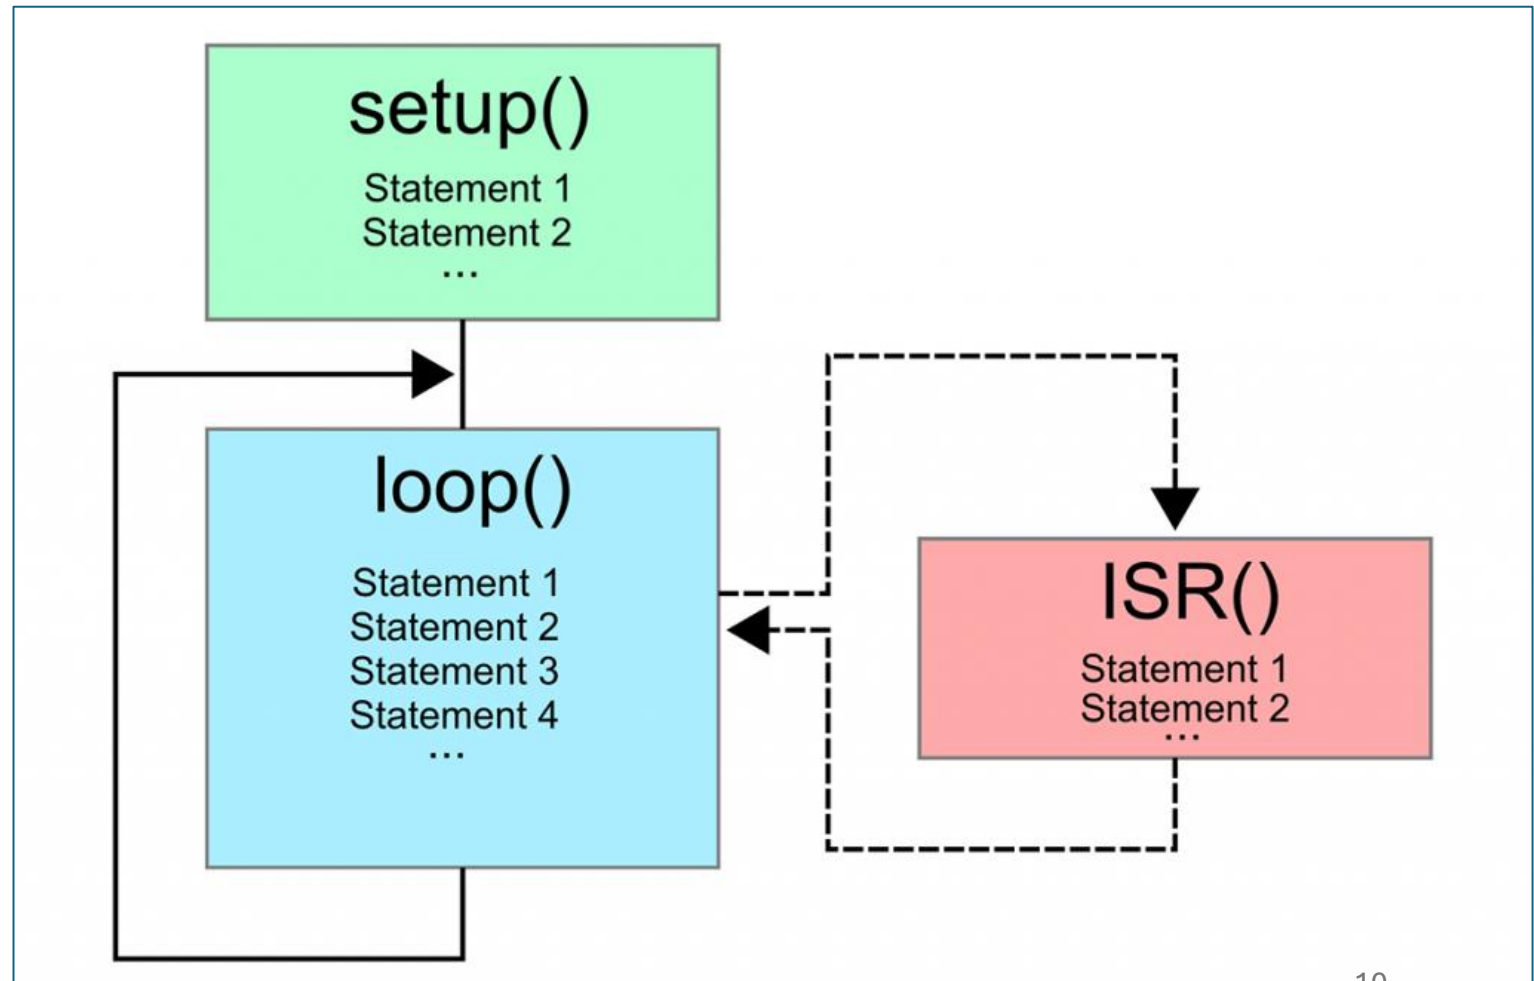 setup()
Statement 1
Statement 2
...
loop()
Statement 1
Statement 2
Statement 3
Statement 4
...
ISR()
Statement 1
Statement 2
...